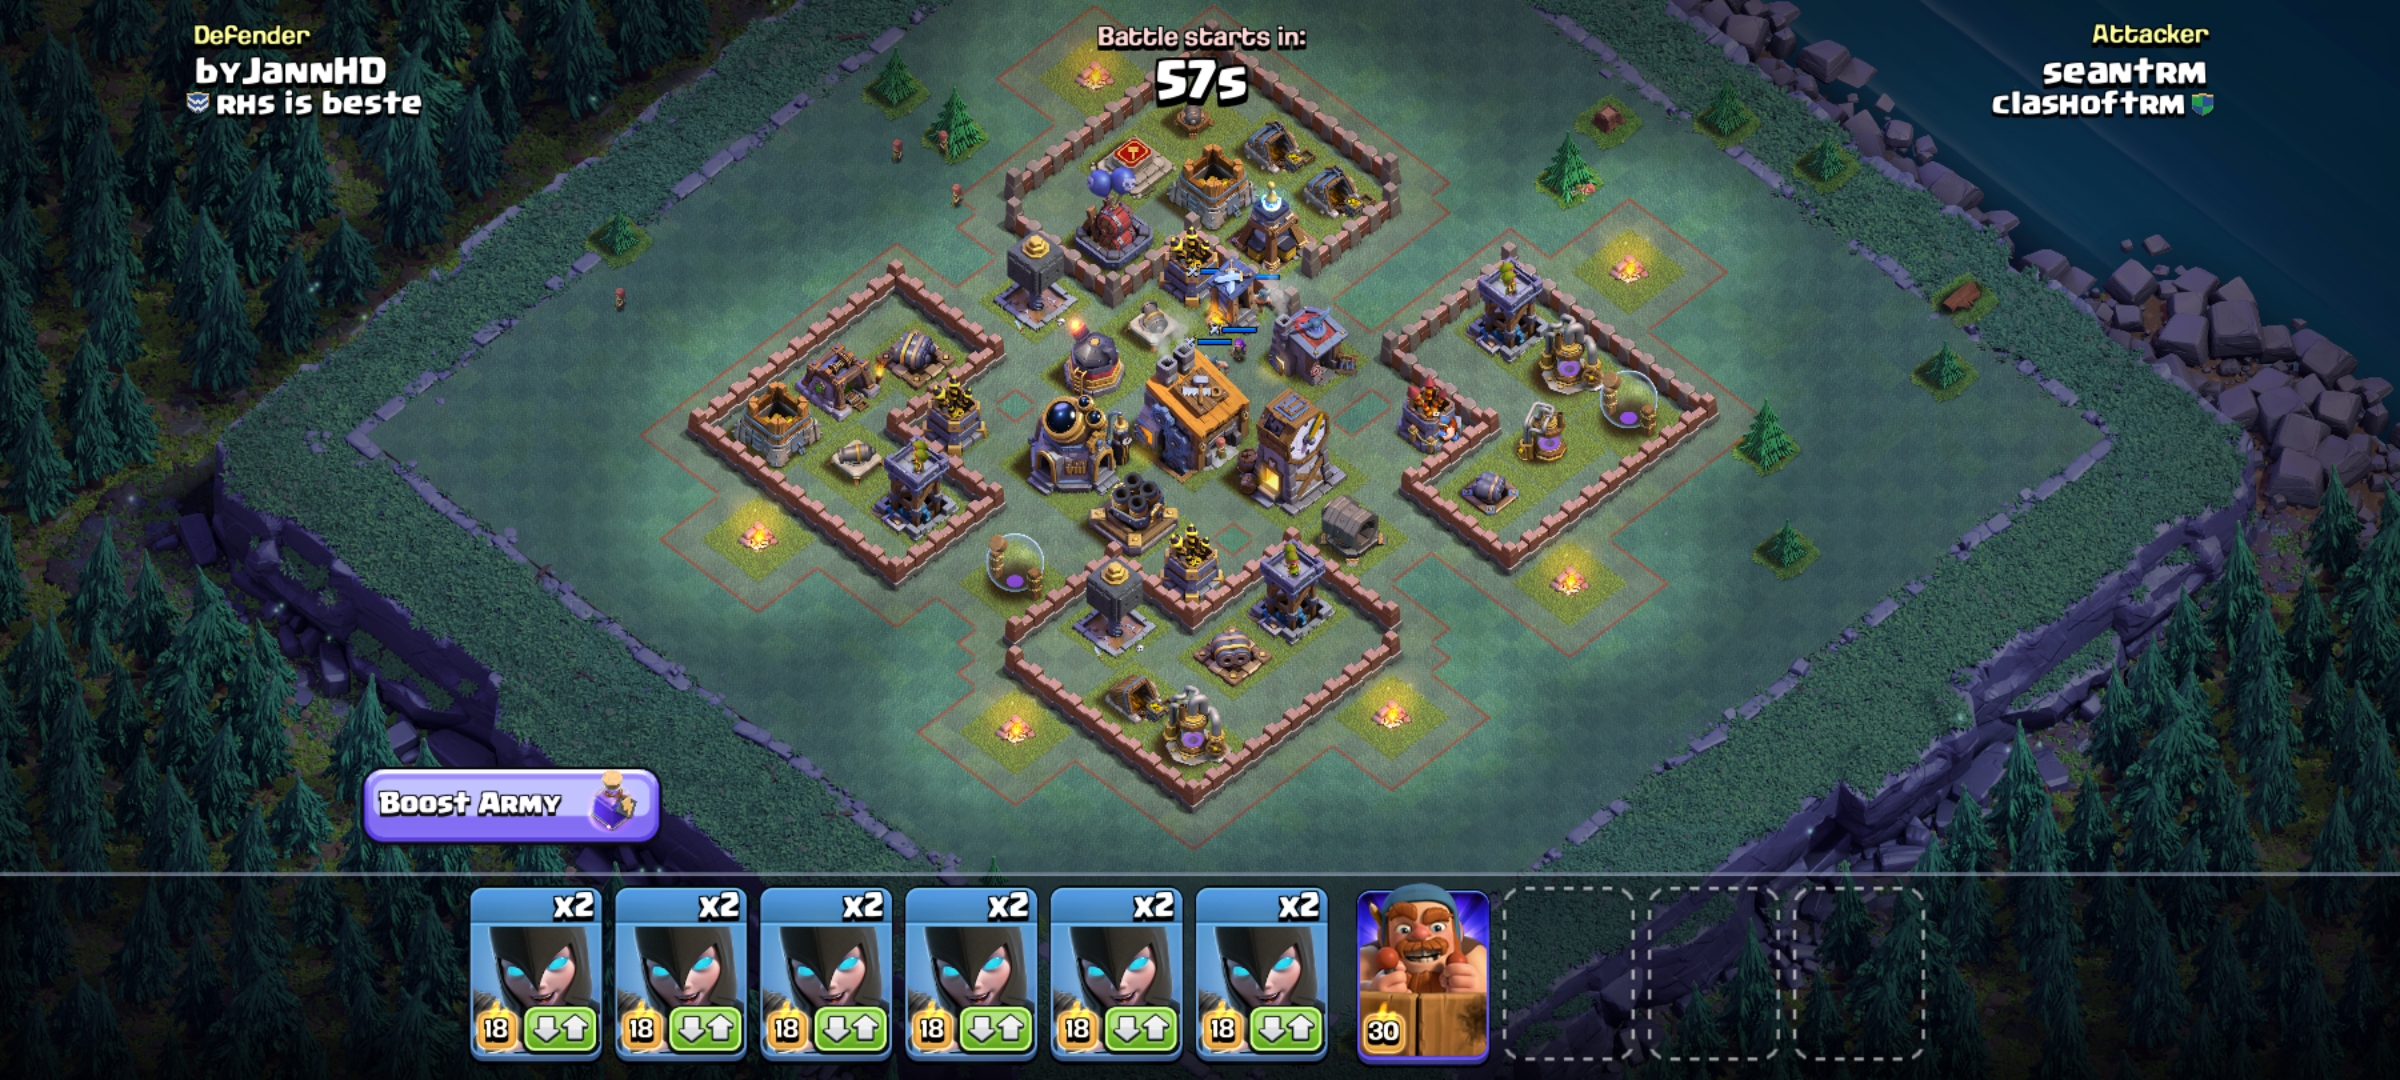 Defender
byJannHD
RHS is beste
Battle starts in:
57s
Attacker
seantRM
clashoftRM
Boost Army
x2
x2
x2
x2
x2
x2
18
18
18
18
18
18
30